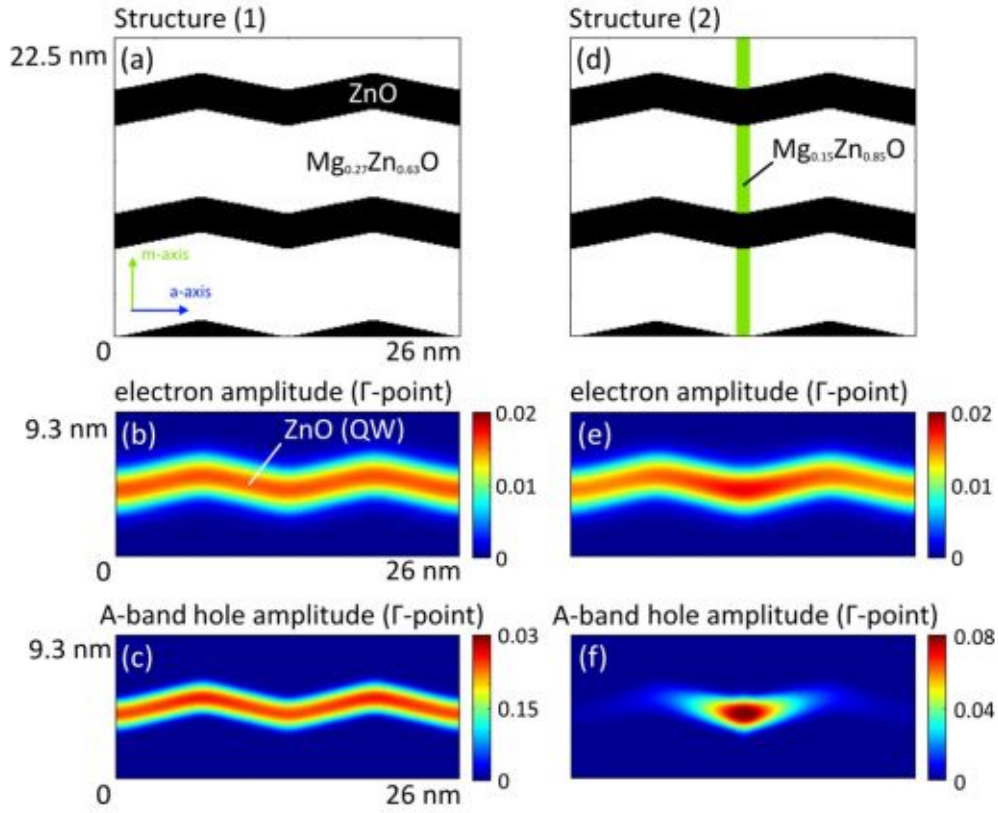 Structure (1)
Structure (2)
22.5 nm
(a)
ZnO
Mg0.27Zn0.63O
m-axis
a-axis
0
26 nm
(d)
Mg0.15Zn0.85O
0
26 nm
electron amplitude (Γ-point)
9.3 nm
(b)
ZnO (QW)
0.02
0.01
0
0
26 nm
electron amplitude (Γ-point)
(e)
0.02
0.01
0
A-band hole amplitude (Γ-point)
9.3 nm
(c)
0.03
0.15
0
0
26 nm
A-band hole amplitude (Γ-point)
(f)
0.08
0.04
0